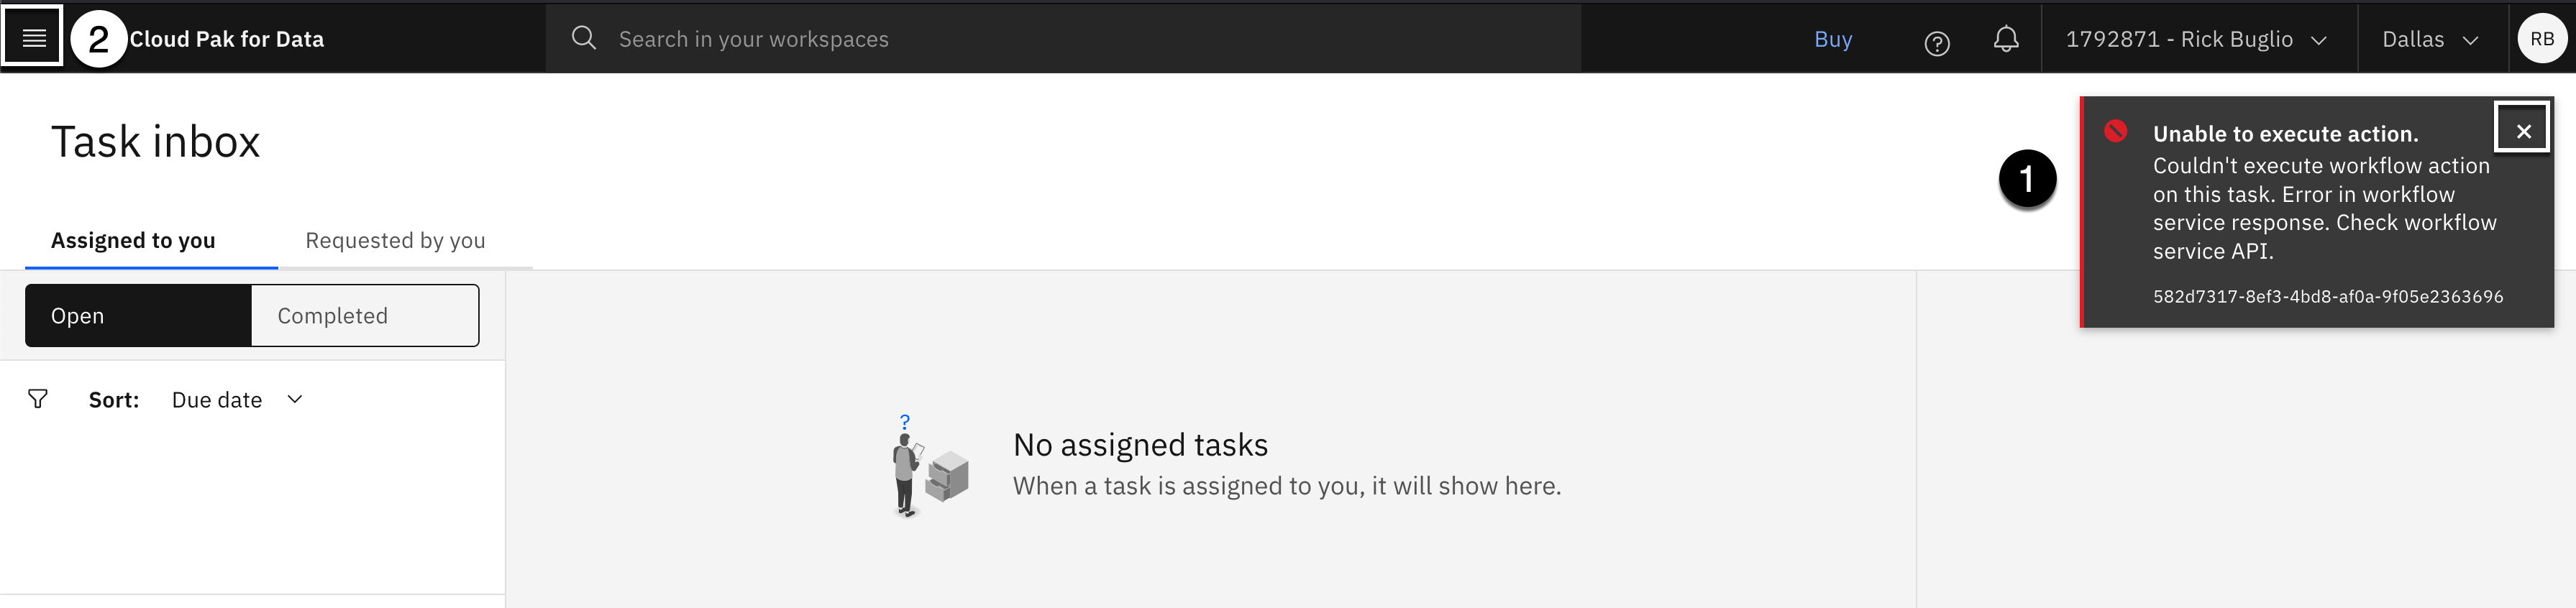 2 Cloud Pak for Data Search in your workspaces Buy ? 1792871 - Rick Buglio Dallas RB
Task inbox
1
Unable to execute action.
Couldn't execute workflow action
on this task. Error in workflow
service response. Check workflow
service API.
582d7317-8ef3-4bd8-af0a-9f05e2363696
Assigned to you Requested by you
Open Completed
Sort: Due date
?
No assigned tasks
When a task is assigned to you, it will show here.